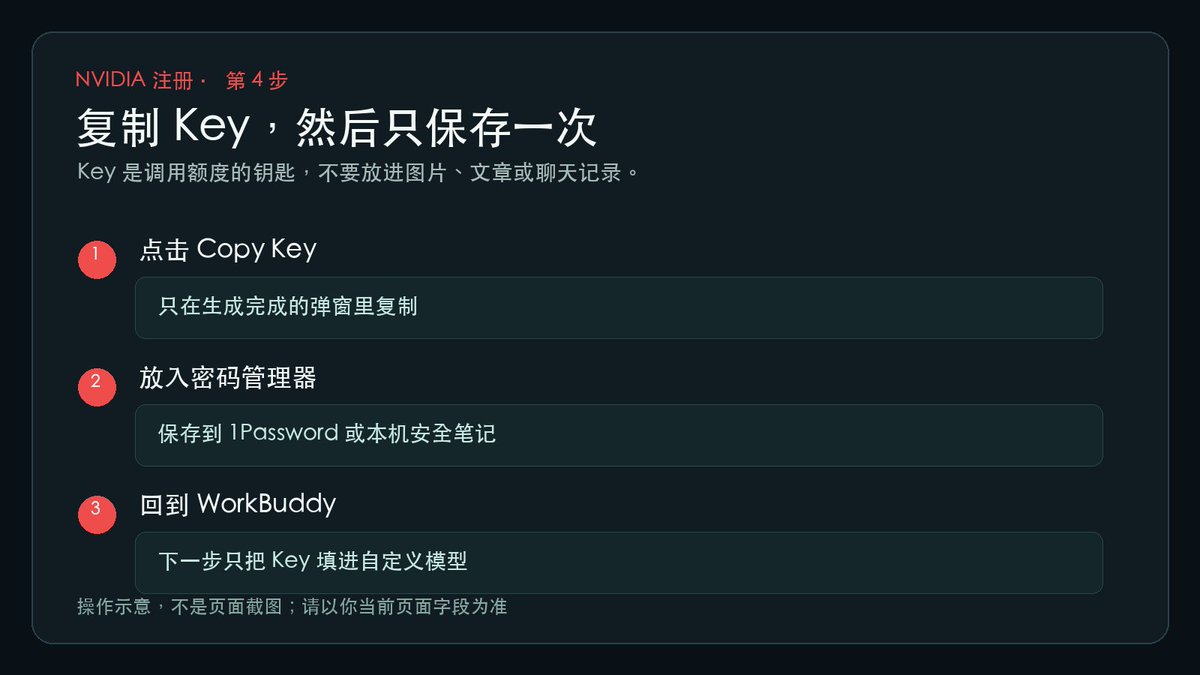 NVIDIA 注册 · 第 4 步
复制 Key，然后只保存一次
Key 是调用额度的钥匙，不要放进图片、文章或聊天记录。
1 点击 Copy Key
只在生成完成的弹窗里复制
2 放入密码管理器
保存到 1Password 或本机安全笔记
3 回到 WorkBuddy
下一步只把 Key 填进自定义模型
操作示意，不是页面截图；请以你当前页面字段为准